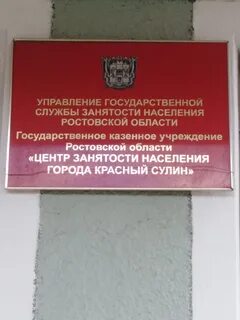 УПРАВЛЕНИЕ ГОСУДАРСТВЕННОЙ
СЛУЖБЫ ЗАНЯТОСТИ НАСЕЛЕНИЯ
РОСТОВСКОЙ ОБЛАСТИ
Государственное казенное учреждение
Ростовской области
«ЦЕНТР ЗАНЯТОСТИ НАСЕЛЕНИЯ
ГОРОДА КРАСНЫЙ СУЛИН»